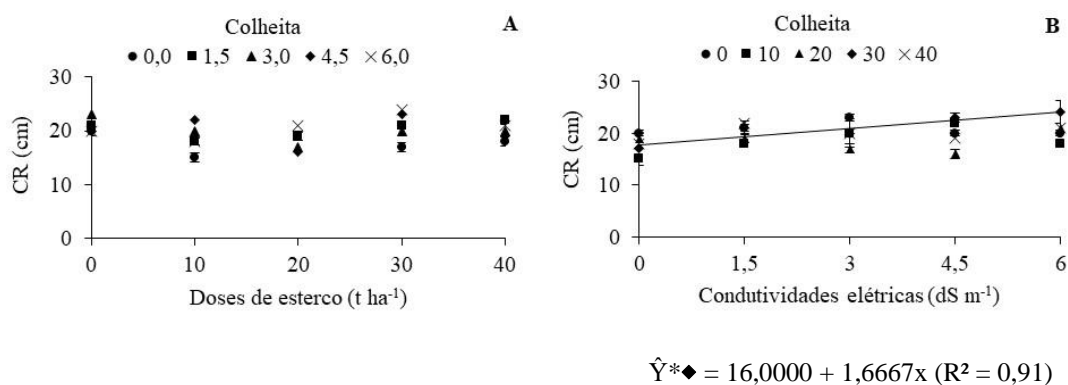 Colheita
A
● 0,0 ■ 1,5 ▲ 3,0 ◆ 4,5 × 6,0
30
20
10
0
CR (cm)
0 10 20 30 40
Doses de esterco (t ha⁻¹)
Colheita
B
● 0 ■ 10 ▲ 20 ◆ 30 × 40
30
20
10
0
CR (cm)
0 1,5 3 4,5 6
Condutividades elétricas (dS m⁻¹)
Ŷ*◆ = 16,0000 + 1,6667x (R² = 0,91)